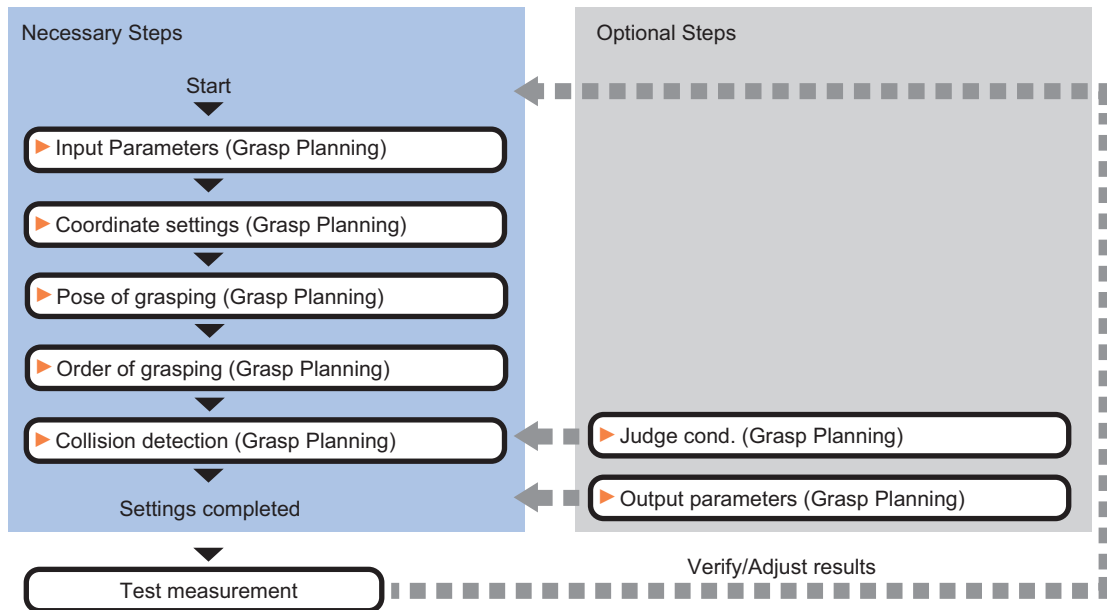 Necessary Steps
Optional Steps
Start
Input Parameters (Grasp Planning)
Coordinate settings (Grasp Planning)
Pose of grasping (Grasp Planning)
Order of grasping (Grasp Planning)
Collision detection (Grasp Planning)
Judge cond. (Grasp Planning)
Output parameters (Grasp Planning)
Settings completed
Verify/Adjust results
Test measurement